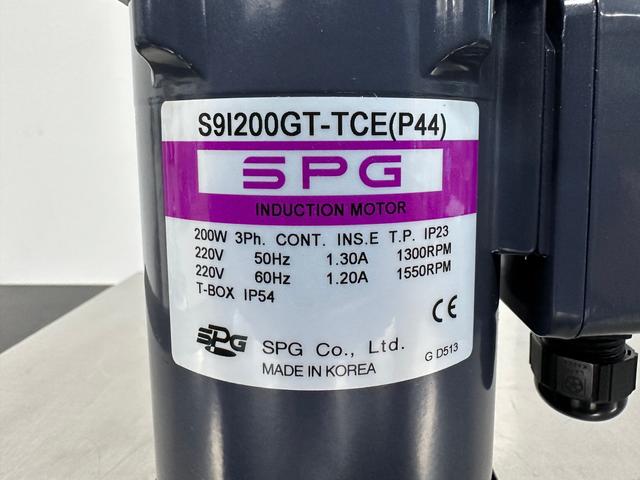 S9I200GT-TCE(P44)
SPG
INDUCTION MOTOR
200W 3Ph. CONT. INS.E T.P. IP23
220V 50Hz 1.30A 1300RPM
220V 60Hz 1.20A 1550RPM
T-BOX IP54
CE
SPG SPG Co., Ltd. G D513
MADE IN KOREA